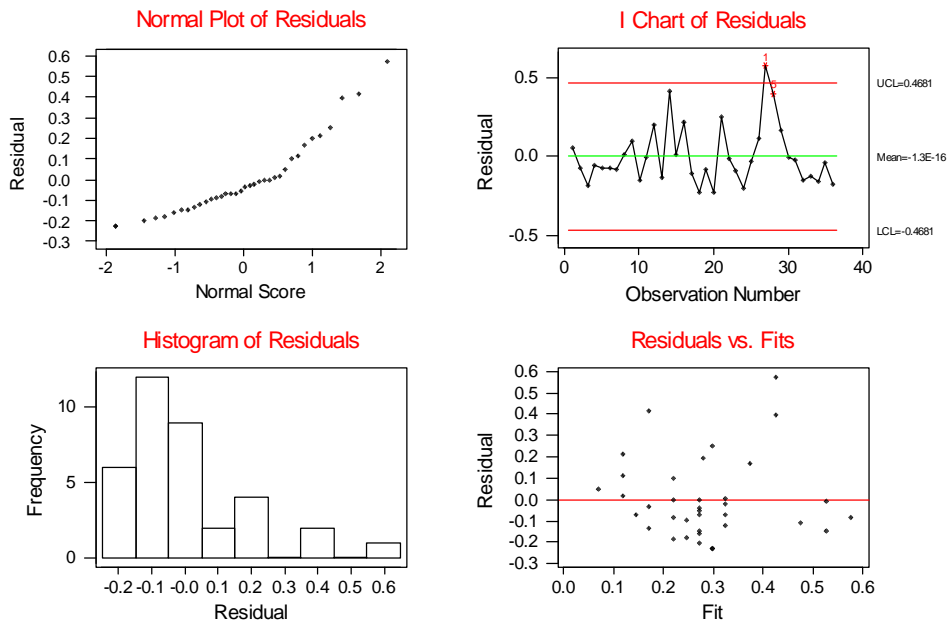 Normal Plot of Residuals
0.6
0.5
0.4
0.3
0.2
0.1
0.0
-0.1
-0.2
-0.3
Residual
-2 -1 0 1 2
Normal Score
I Chart of Residuals
0.5
0.0
-0.5
Residual
1
5
UCL=0.4681
Mean=-1.3E-16
LCL=-0.4681
0 10 20 30 40
Observation Number
Histogram of Residuals
10
5
0
Frequency
-0.2 -0.1 -0.0 0.1 0.2 0.3 0.4 0.5 0.6
Residual
Residuals vs. Fits
0.6
0.5
0.4
0.3
0.2
0.1
0.0
-0.1
-0.2
-0.3
Residual
0.0 0.1 0.2 0.3 0.4 0.5 0.6
Fit